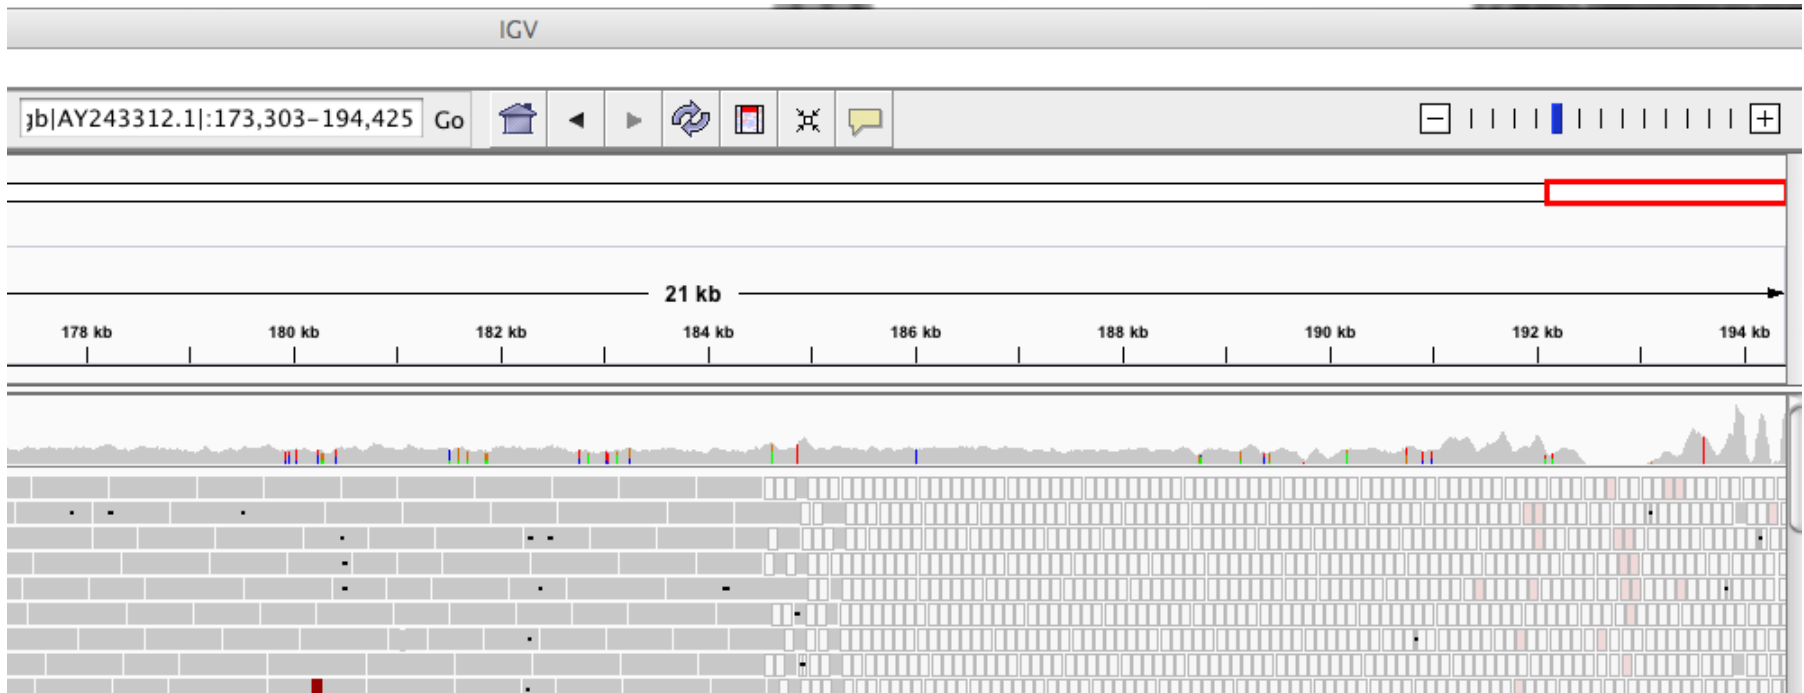 IGV
gb|AY243312.1|:173,303-194,425 Go
21 kb
178 kb 180 kb 182 kb 184 kb 186 kb 188 kb 190 kb 192 kb 194 kb